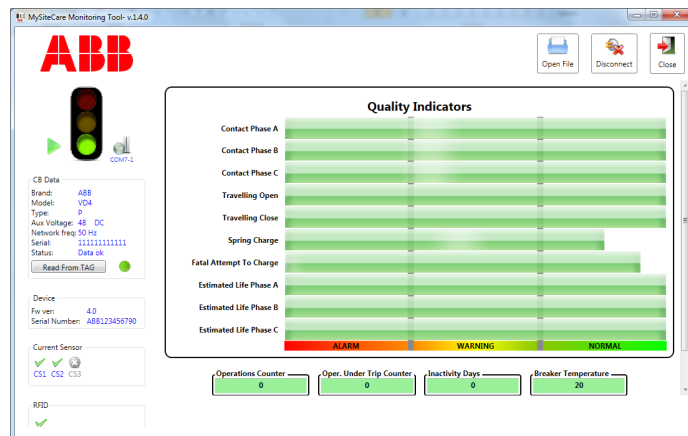 MySiteCare Monitoring Tool- v.1.4.0
ABB
Open File
Disconnect
Close
COM7-1
CB Data
Brand: ABB
Model: VD4
Type: P
Aux Voltage: 48 DC
Network freq: 50 Hz
Serial: 111111111111
Status: Data ok
Read From TAG
Device
Fw ver: 4.0
Serial Number: ABB123456790
Current Sensor
CS1 CS2 CS3
RFID
Quality Indicators
Contact Phase A
Contact Phase B
Contact Phase C
Travelling Open
Travelling Close
Spring Charge
Fatal Attempt To Charge
Estimated Life Phase A
Estimated Life Phase B
Estimated Life Phase C
ALARM WARNING NORMAL
Operations Counter
0
Oper. Under Trip Counter
0
Inactivity Days
0
Breaker Temperature
20